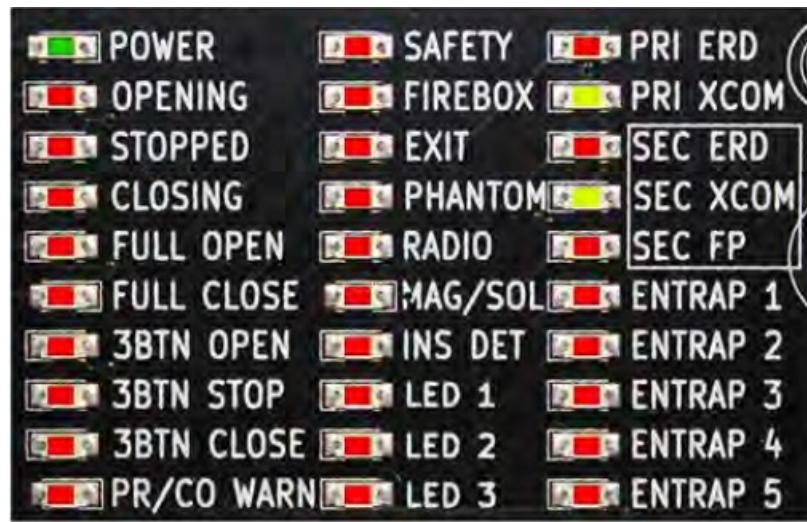 POWER SAFETY PRI ERD
OPENING FIREBOX PRI XCOM
STOPPED EXIT SEC ERD
CLOSING PHANTOM SEC XCOM
FULL OPEN RADIO SEC FP
FULL CLOSE MAG/SOL ENTRAP 1
3BTN OPEN INS DET ENTRAP 2
3BTN STOP LED 1 ENTRAP 3
3BTN CLOSE LED 2 ENTRAP 4
PR/CO WARN LED 3 ENTRAP 5